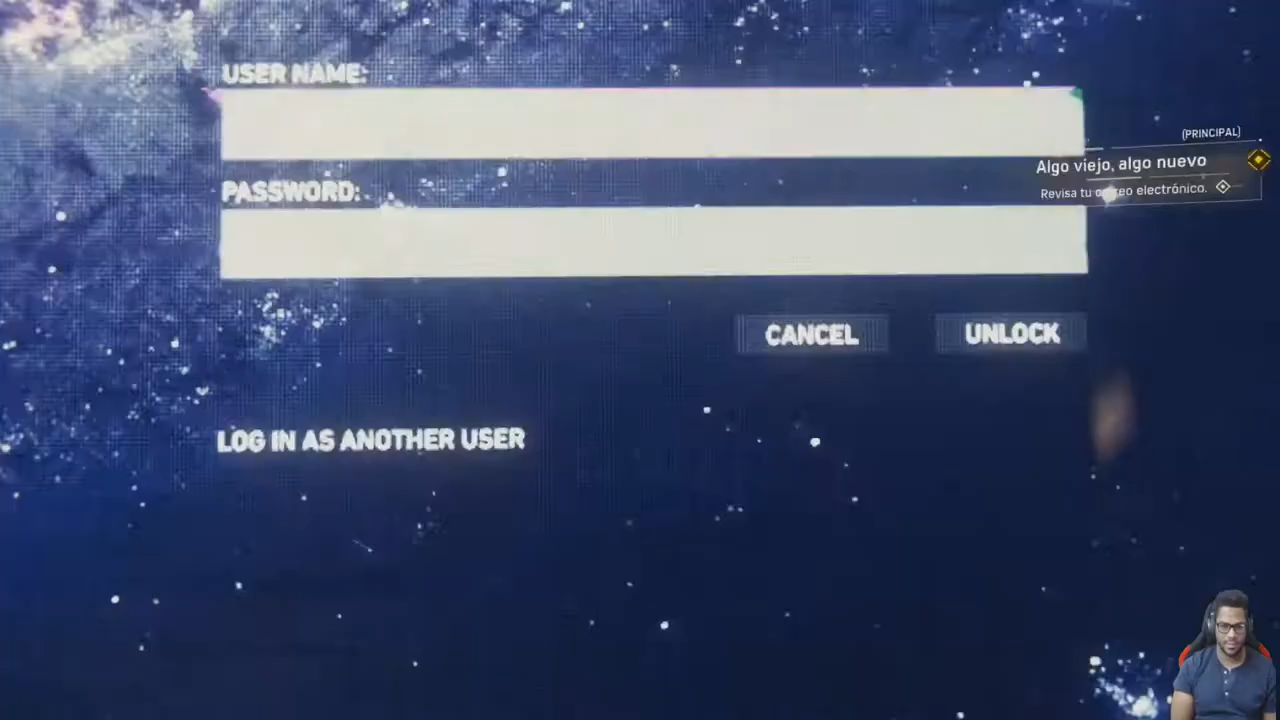 USER NAME:
(PRINCIPAL)
Algo viejo, algo nuevo
Revisa tu correo electrónico.
PASSWORD:
CANCEL
UNLOCK
LOG IN AS ANOTHER USER